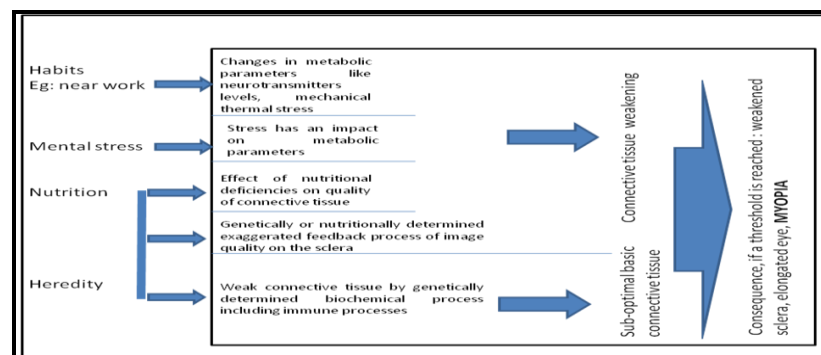 Habits
Eg: near work
Changes in metabolic
parameters like
neurotransmitters
levels, mechanical
thermal stress
Mental stress
Stress has an impact
on metabolic
parameters
Nutrition
Effect of nutritional
deficiencies on quality
of connective tissue
Genetically or nutritionally determined
exaggerated feedback process of image
quality on the sclera
Heredity
Weak connective tissue by genetically
determined biochemical process
including immune processes
Connective tissue weakening
Sub-optimal basic
connective tissue
Consequence, if a threshold is reached : weakened
sclera, elongated eye, MYOPIA